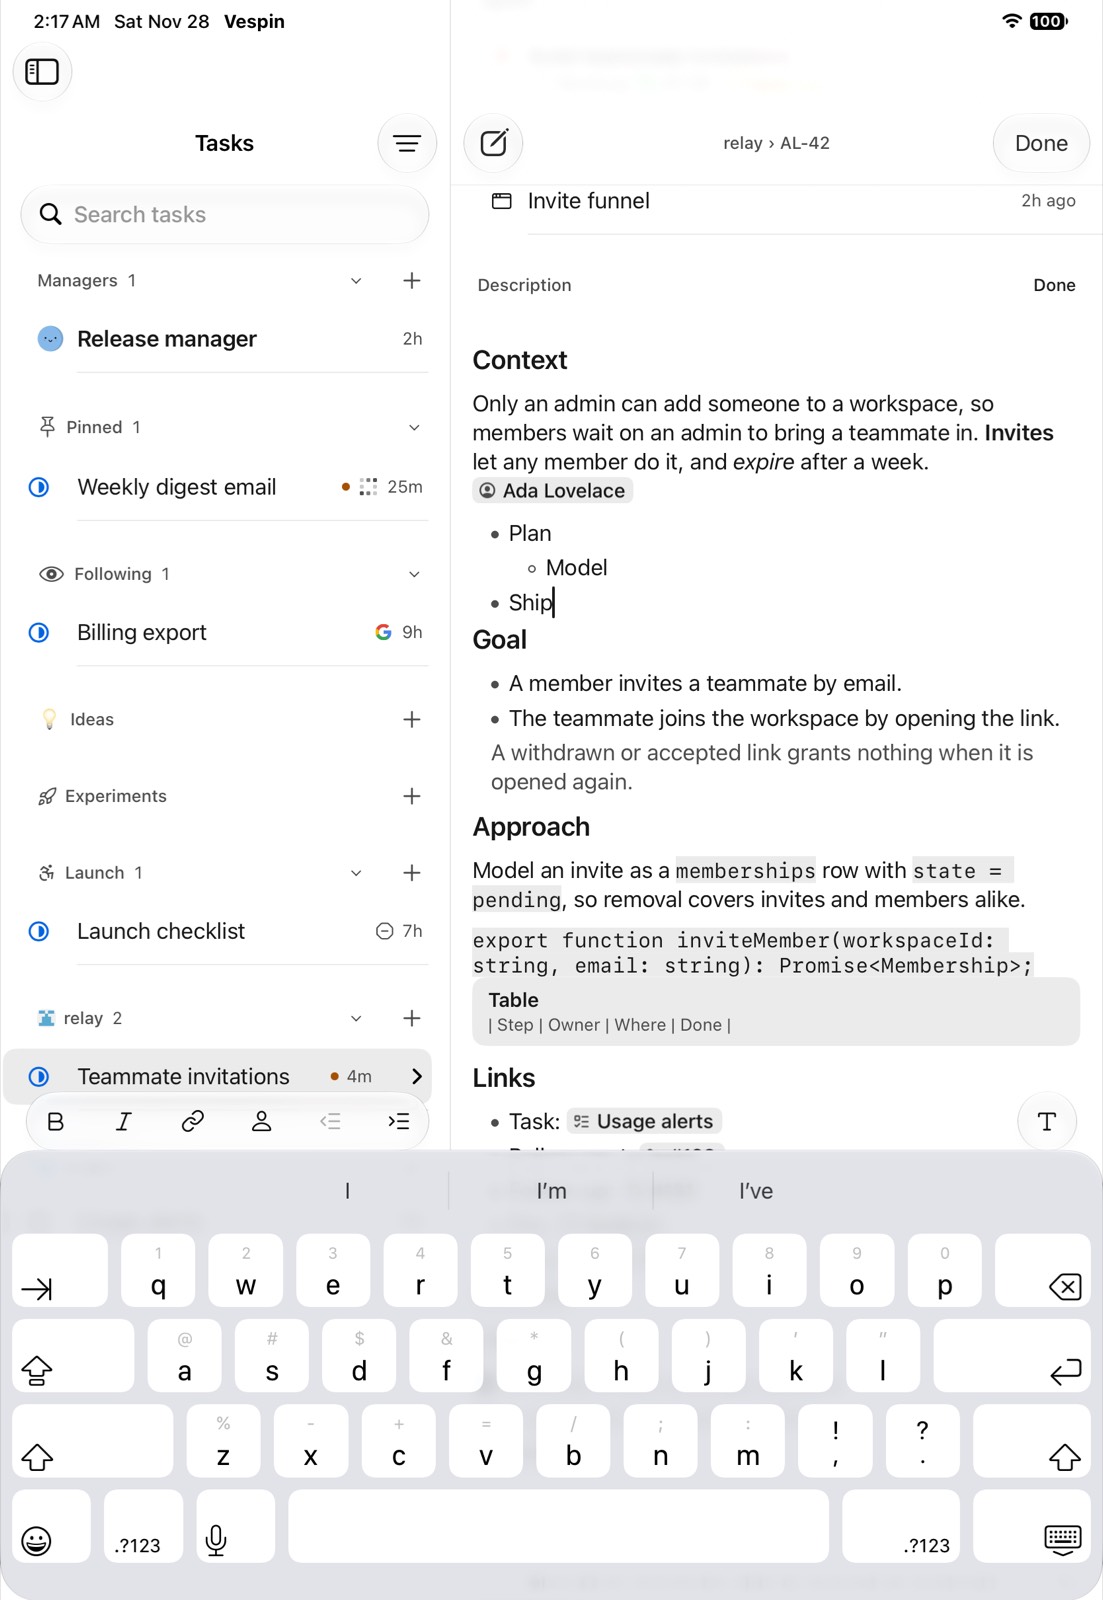 2:17 AM Sat Nov 28 Vespin
100
Tasks
Search tasks
Managers 1
Release manager 2h
Pinned 1
Weekly digest email 25m
Following 1
Billing export 9h
Ideas
Experiments
Launch 1
Launch checklist 7h
relay 2
Teammate invitations 4m
B I
relay › AL-42
Done
Invite funnel 2h ago
Description Done
Context
Only an admin can add someone to a workspace, so
members wait on an admin to bring a teammate in. Invites
let any member do it, and expire after a week.
Ada Lovelace
• Plan
◦ Model
• Ship
Goal
• A member invites a teammate by email.
• The teammate joins the workspace by opening the link.
A withdrawn or accepted link grants nothing when it is
opened again.
Approach
Model an invite as a memberships row with state =
pending, so removal covers invites and members alike.
export function inviteMember(workspaceId:
string, email: string): Promise<Membership>;
Table
| Step | Owner | Where | Done |
Links
• Task: Usage alerts
T
I I’m I’ve
1 2 3 4 5 6 7 8 9 0
q w e r t y u i o p
@ # $ & * ( ) ' "
a s d f g h j k l
% - + = / ; : ! ?
z x c v b n m , .
.?123 .?123